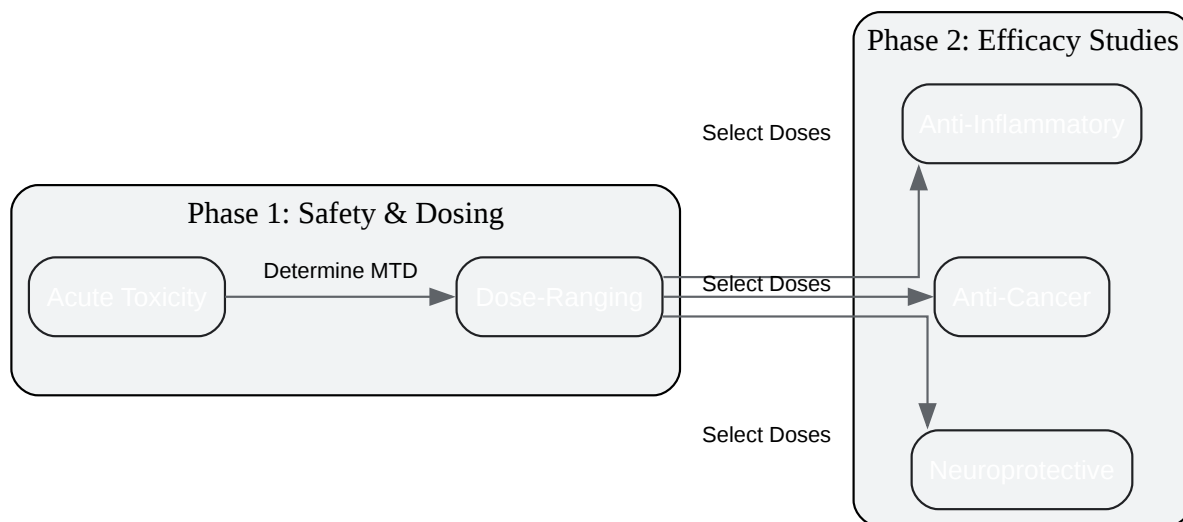 Phase 1: Safety & Dosing
Acute Toxicity
Determine MTD
Dose-Ranging
Select Doses
Select Doses
Select Doses
Phase 2: Efficacy Studies
Anti-Inflammatory
Anti-Cancer
Neuroprotective